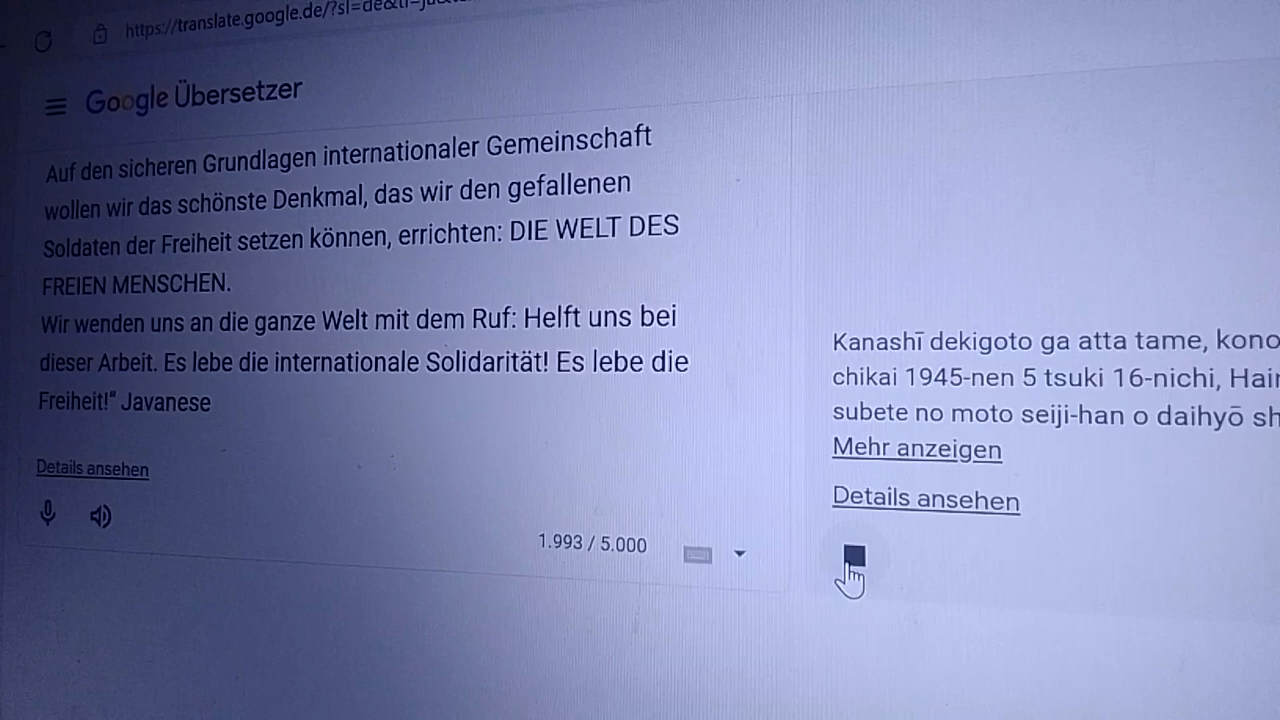 https://translate.google.de/?sl=de&tl=
Google Übersetzer
Auf den sicheren Grundlagen internationaler Gemeinschaft
wollen wir das schönste Denkmal, das wir den gefallenen
Soldaten der Freiheit setzen können, errichten: DIE WELT DES
FREIEN MENSCHEN.
Wir wenden uns an die ganze Welt mit dem Ruf: Helft uns bei
dieser Arbeit. Es lebe die internationale Solidarität! Es lebe die
Freiheit!“ Javanese
Details ansehen
1.993 / 5.000
Kanashī dekigoto ga atta tame, kono
chikai 1945-nen 5 tsuki 16-nichi,
subete no moto seiji-han o daihyō
Mehr anzeigen
Details ansehen